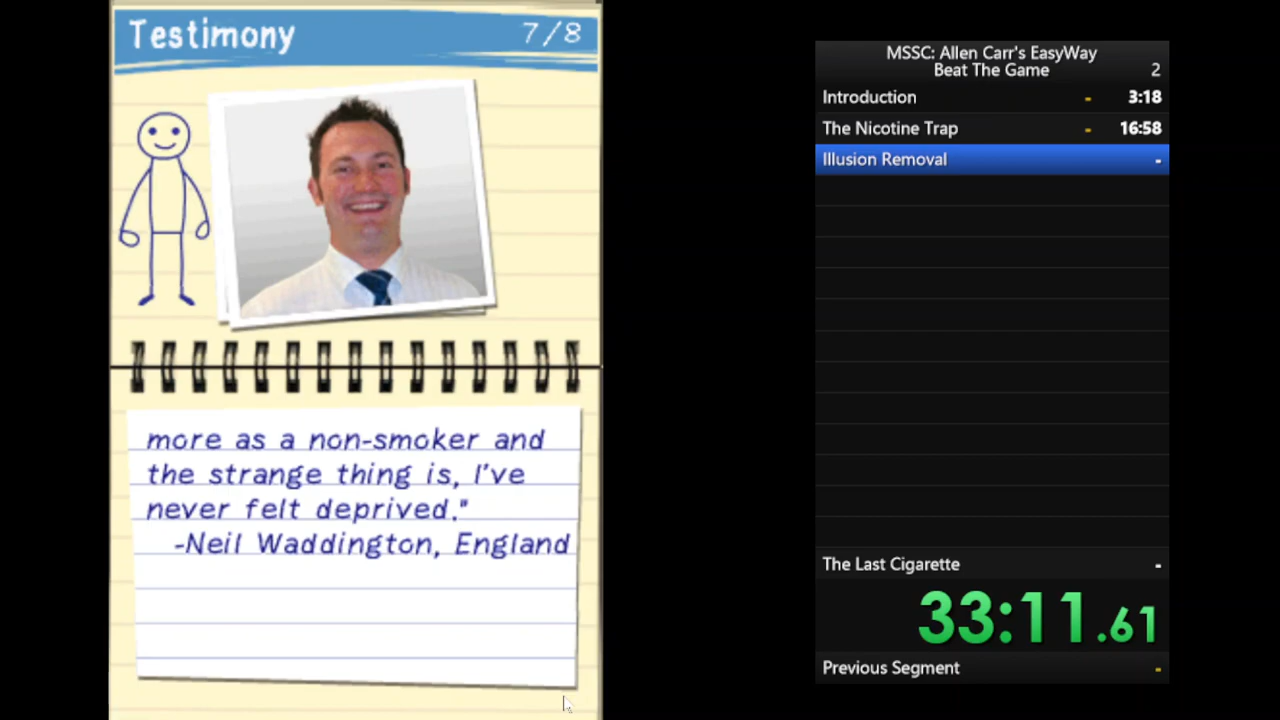 Testimony
7/8
more as a non-smoker and
the strange thing is, I've
never felt deprived."
-Neil Waddington, England
MSSC: Allen Carr's EasyWay
Beat The Game
2
Introduction - 3:18
The Nicotine Trap - 16:58
Illusion Removal -
The Last Cigarette -
33:11.61
Previous Segment -